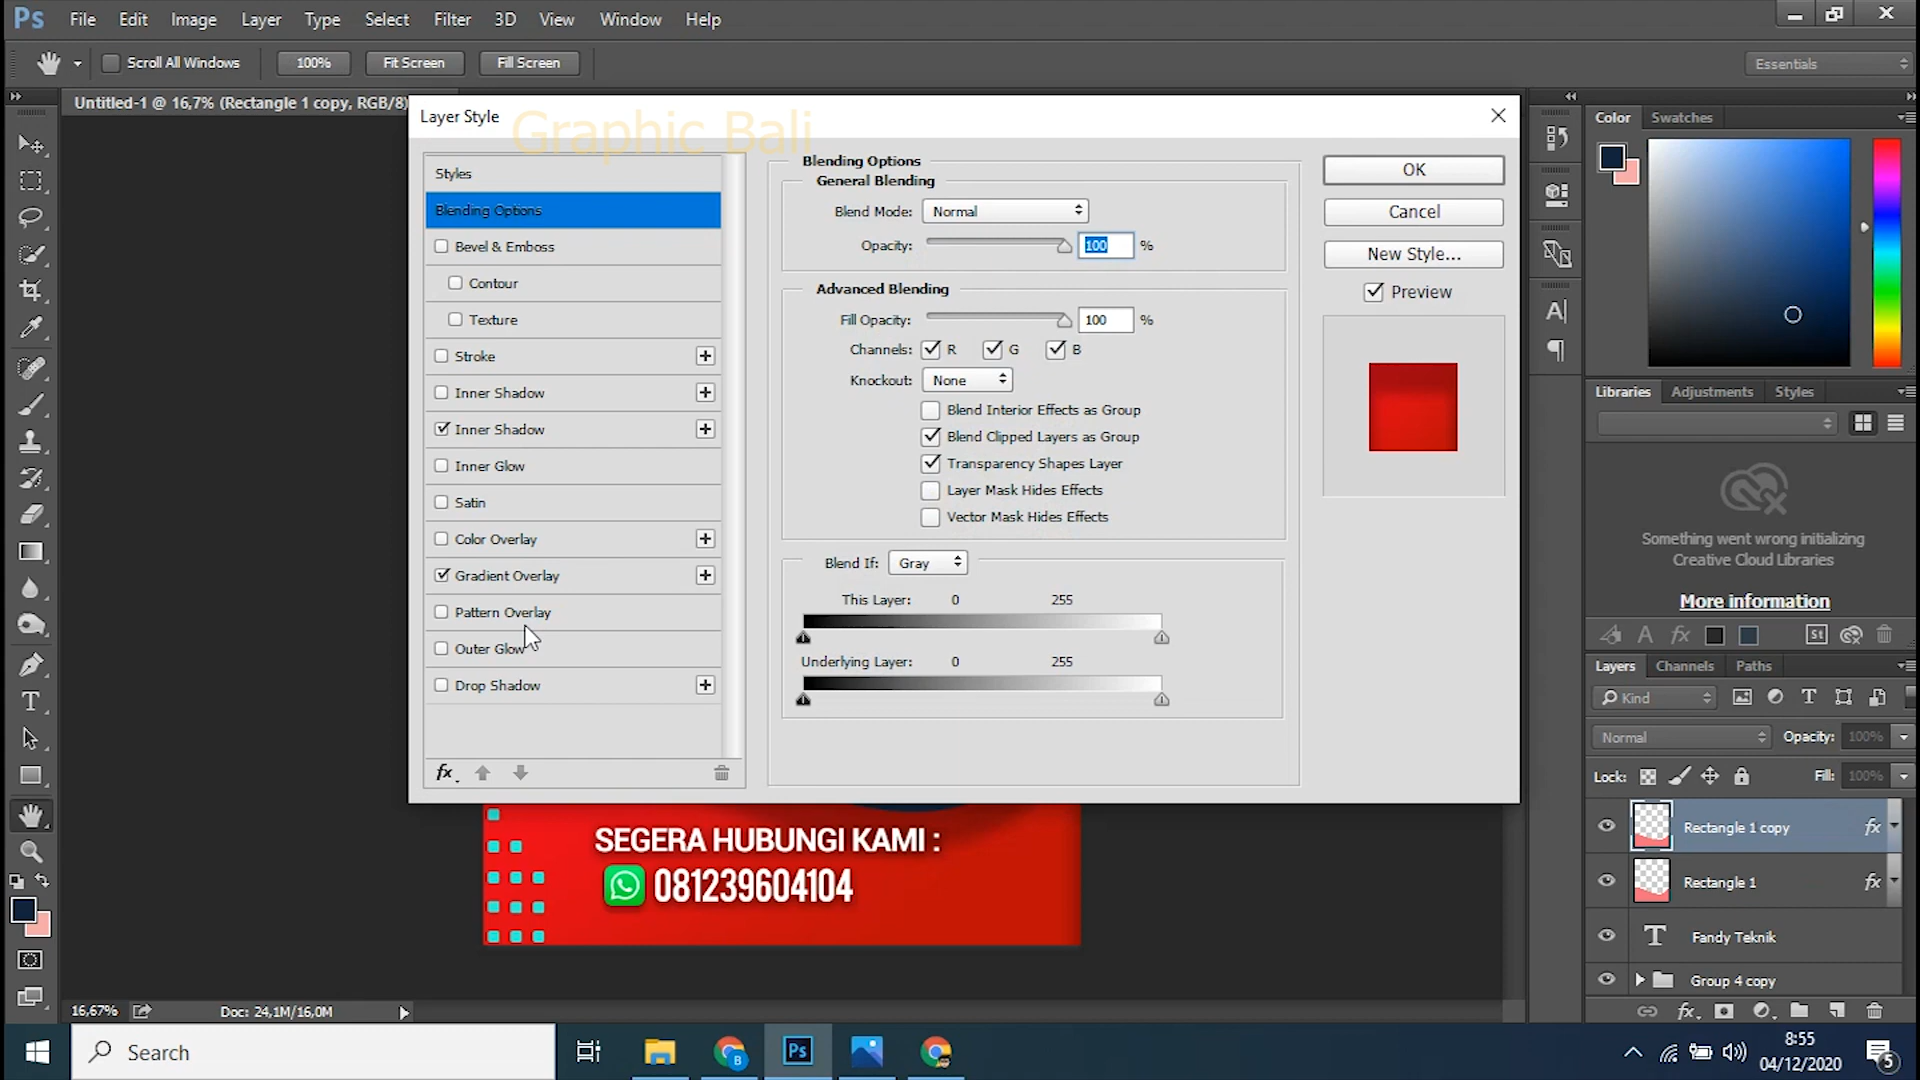 Ps File Edit Image Layer Type Select Filter 3D View Window Help
Scroll All Windows 100% Fit Screen Fill Screen Essentials
Untitled-1 @ 16,7% (Rectangle 1 copy, RGB/8)
Layer Style
Graphic Bali
Styles
Blending Options
Bevel & Emboss
Contour
Texture
Stroke
Inner Shadow
Inner Shadow
Inner Glow
Satin
Color Overlay
Gradient Overlay
Pattern Overlay
Outer Glow
Drop Shadow
fx
Blending Options
General Blending
Blend Mode: Normal
Opacity: 100 %
Advanced Blending
Fill Opacity: 100 %
Channels: R G B
Knockout: None
Blend Interior Effects as Group
Blend Clipped Layers as Group
Transparency Shapes Layer
Layer Mask Hides Effects
Vector Mask Hides Effects
Blend If: Gray
This Layer: 0 255
Underlying Layer: 0 255
OK
Cancel
New Style...
Preview
Color Swatches
Libraries Adjustments Styles
Something went wrong initializing
Creative Cloud Libraries
More information
A fx St
Layers Channels Paths
Kind
Normal Opacity: 100%
Lock: Fill: 100%
Rectangle 1 copy fx
Rectangle 1 fx
T Fandy Teknik
Group 4 copy
fx
SEGERA HUBUNGI KAMI :
081239604104
16,67% Doc: 24,1M/16,0M
Search
Ps
B
8:55
04/12/2020
5